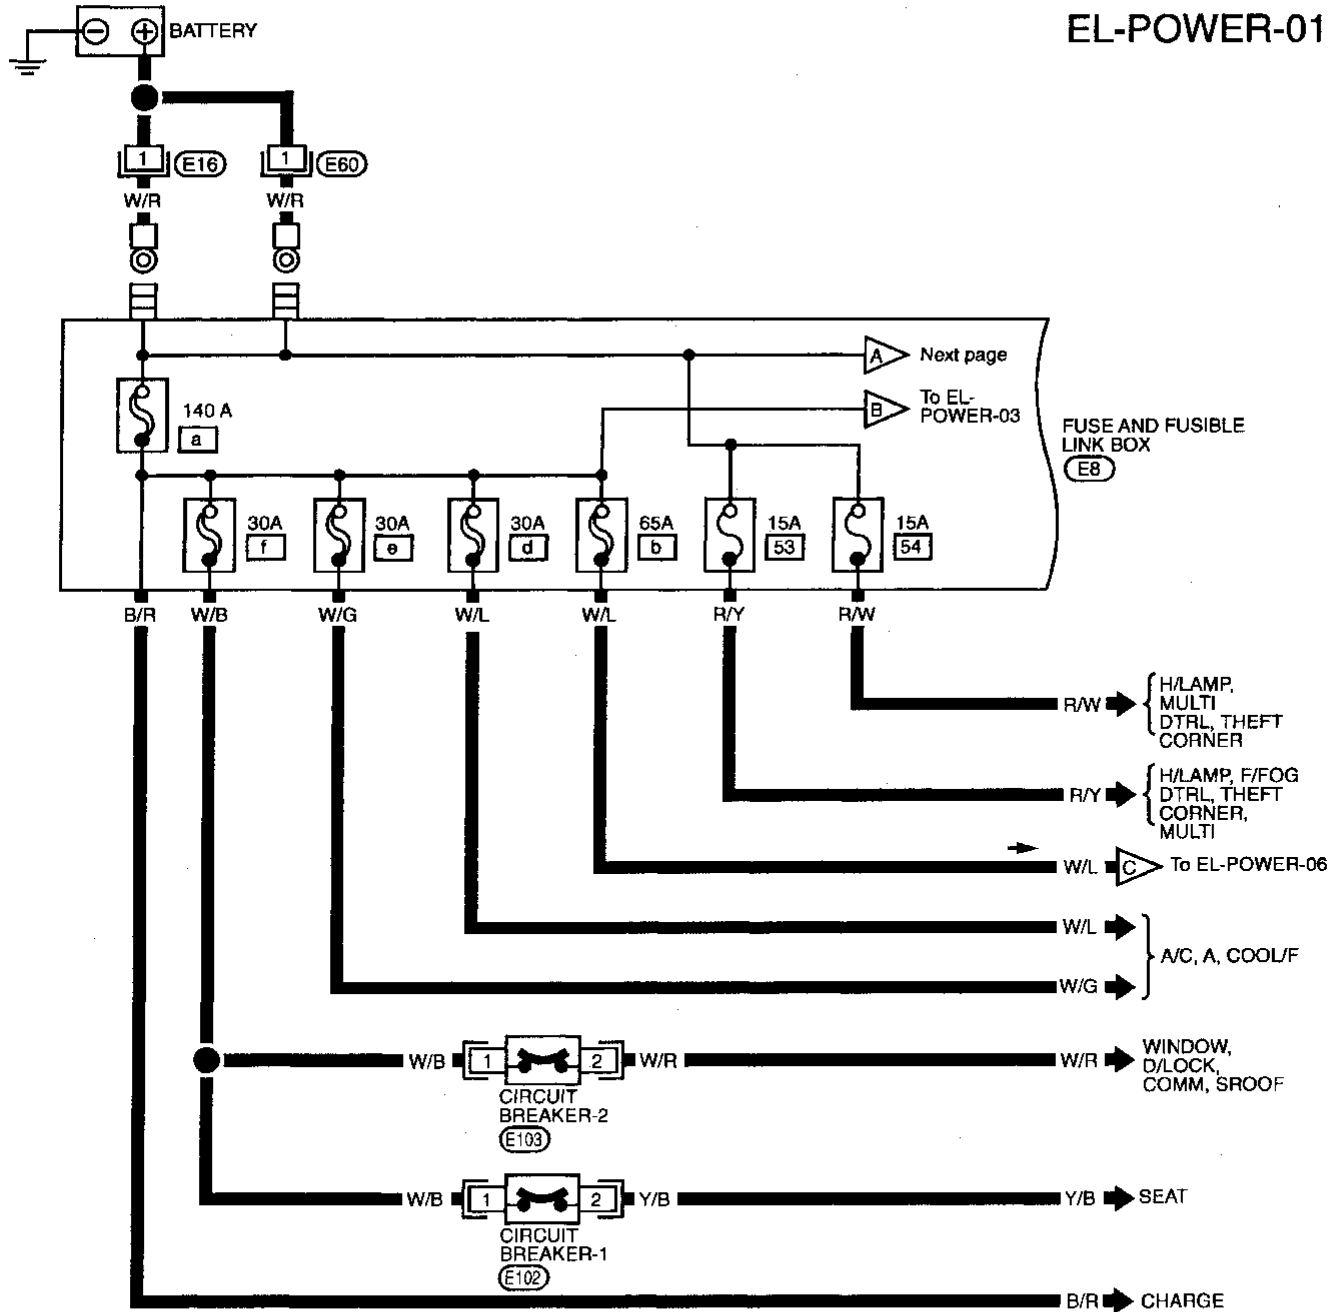 EL-POWER-01
− + BATTERY
1 E16 1 E60
W/R W/R
A Next page
B To EL-
POWER-03
140 A
a
FUSE AND FUSIBLE
LINK BOX
E8
30A 30A 30A 65A 15A 15A
f e d b 53 54
B/R W/B W/G W/L W/L R/Y R/W
H/LAMP,
R/W MULTI
DTRL, THEFT
CORNER
H/LAMP, F/FOG
R/Y DTRL, THEFT
CORNER,
MULTI
W/L C To EL-POWER-06
W/L
A/C, A, COOL/F
W/G
W/B 1 2 W/R W/R WINDOW,
D/LOCK,
COMM, SROOF
CIRCUIT
BREAKER-2
E103
W/B 1 2 Y/B Y/B SEAT
CIRCUIT
BREAKER-1
E102
B/R CHARGE